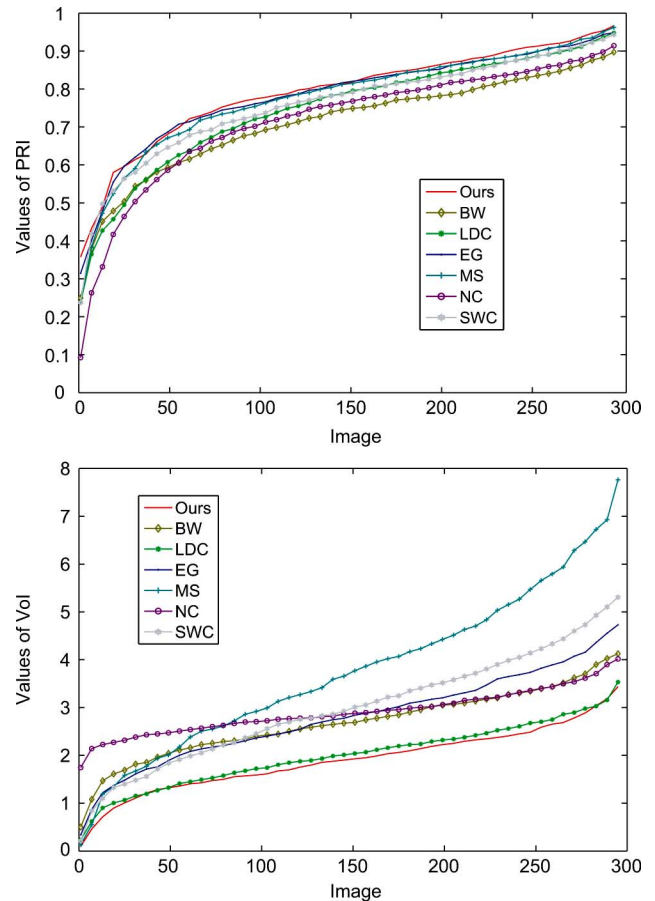 1
0.9
0.8
0.7
0.6
0.5
0.4
0.3
0.2
0.1
0
Values of PRI
Ours
BW
LDC
EG
MS
NC
SWC
0 50 100 150 200 250 300
Image
8
7
6
5
4
3
2
1
0
Values of VoI
Ours
BW
LDC
EG
MS
NC
SWC
0 50 100 150 200 250 300
Image